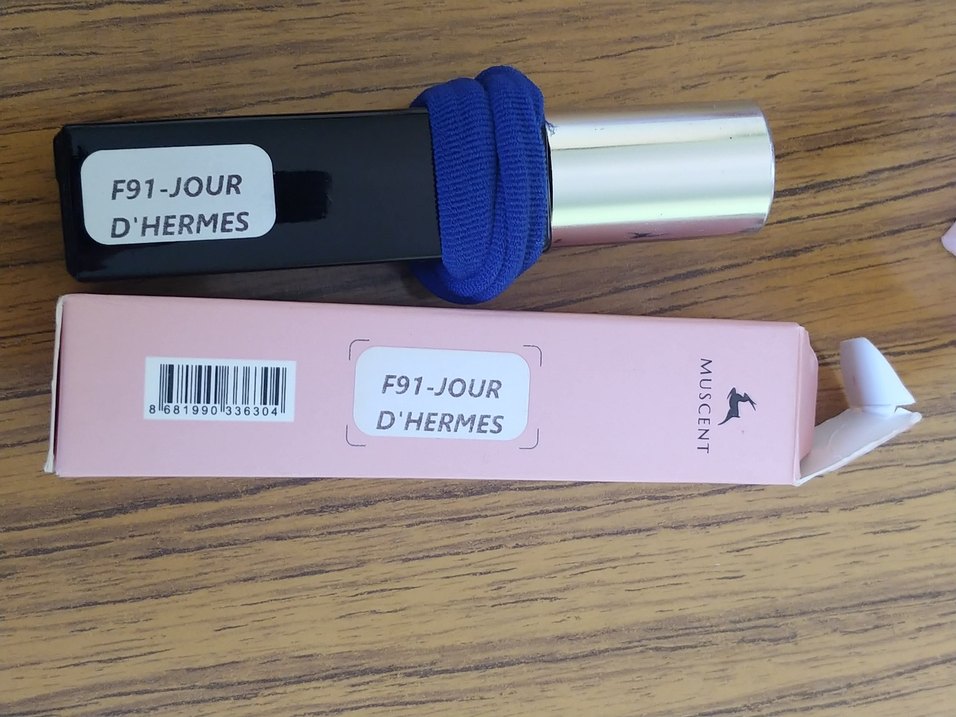 F91-JOUR
D'HERMES
8 681990 336304
F91-JOUR
D'HERMES
MUSCENT